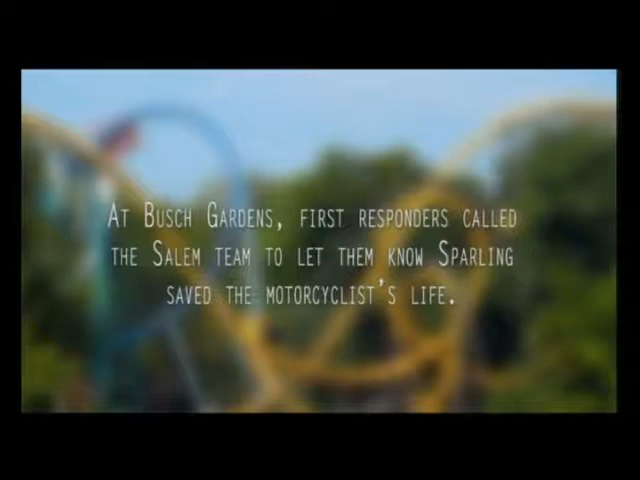 At Busch Gardens, first responders called
the Salem team to let them know Sparling
saved the motorcyclist's life.